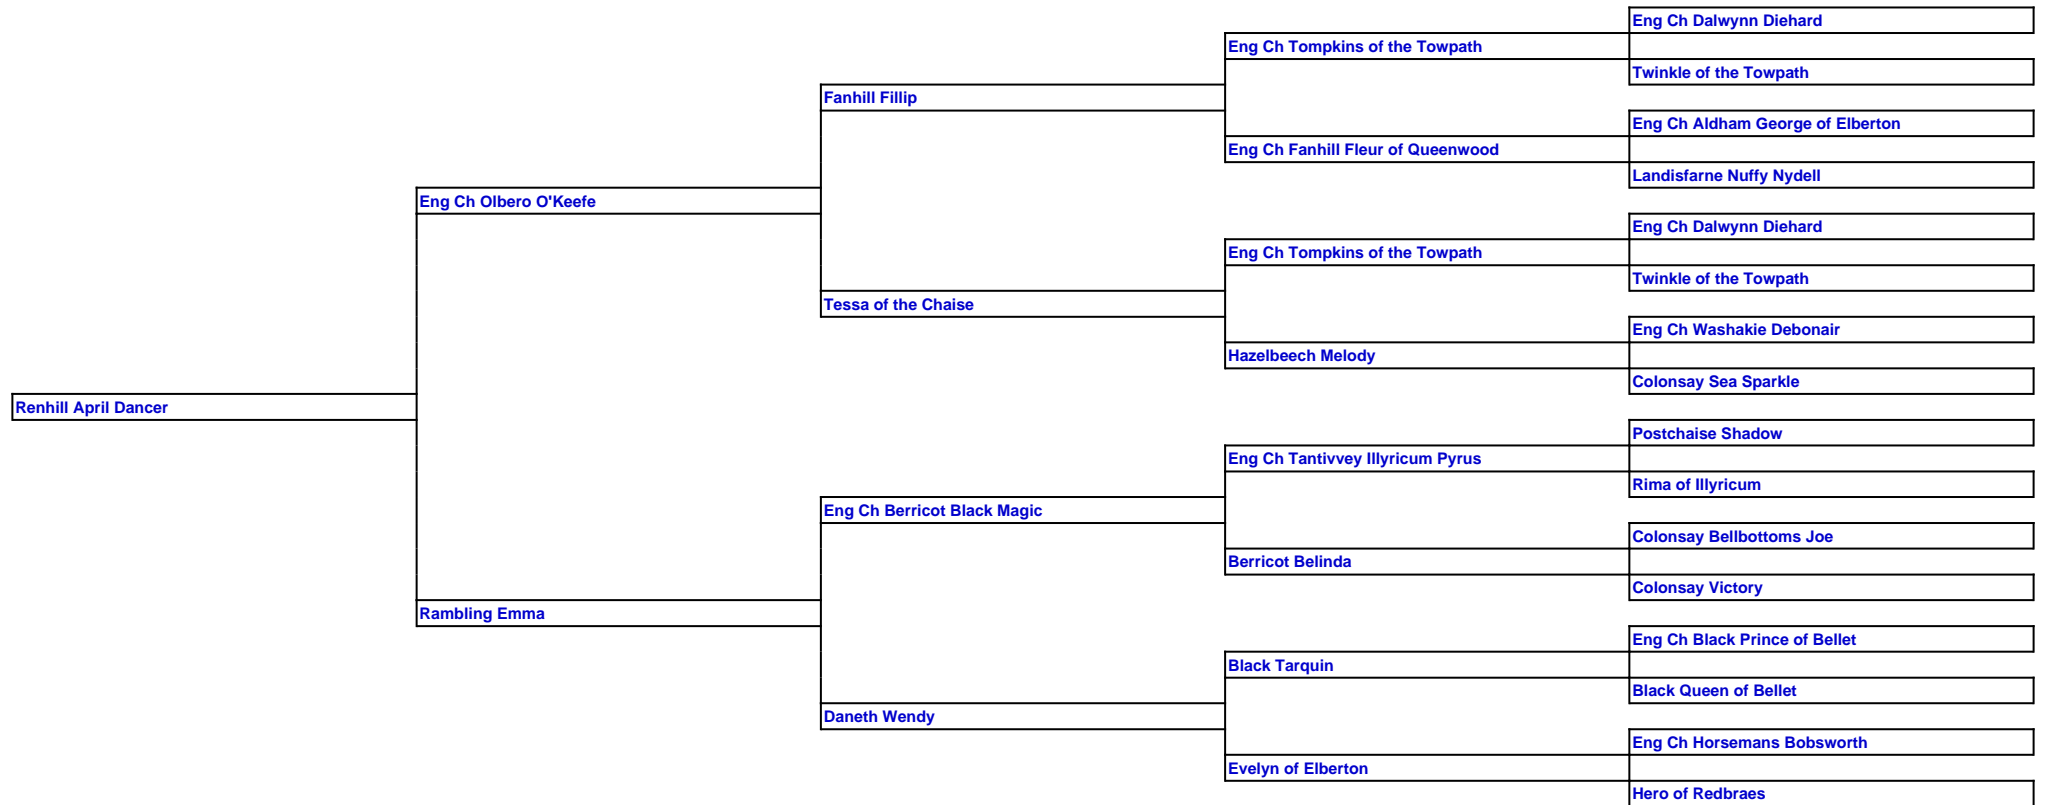 Eng Ch Dalwynn Diehard
Eng Ch Tompkins of the Towpath
Twinkle of the Towpath
Fanhill Fillip
Eng Ch Aldham George of Elberton
Eng Ch Fanhill Fleur of Queenwood
Landisfarne Nuffy Nydell
Eng Ch Olbero O'Keefe
Eng Ch Dalwynn Diehard
Eng Ch Tompkins of the Towpath
Twinkle of the Towpath
Tessa of the Chaise
Eng Ch Washakie Debonair
Hazelbeech Melody
Colonsay Sea Sparkle
Renhill April Dancer
Postchaise Shadow
Eng Ch Tantivvey Illyricum Pyrus
Rima of Illyricum
Eng Ch Berricot Black Magic
Colonsay Bellbottoms Joe
Berricot Belinda
Colonsay Victory
Rambling Emma
Eng Ch Black Prince of Bellet
Black Tarquin
Black Queen of Bellet
Daneth Wendy
Eng Ch Horsemans Bobsworth
Evelyn of Elberton
Hero of Redbraes